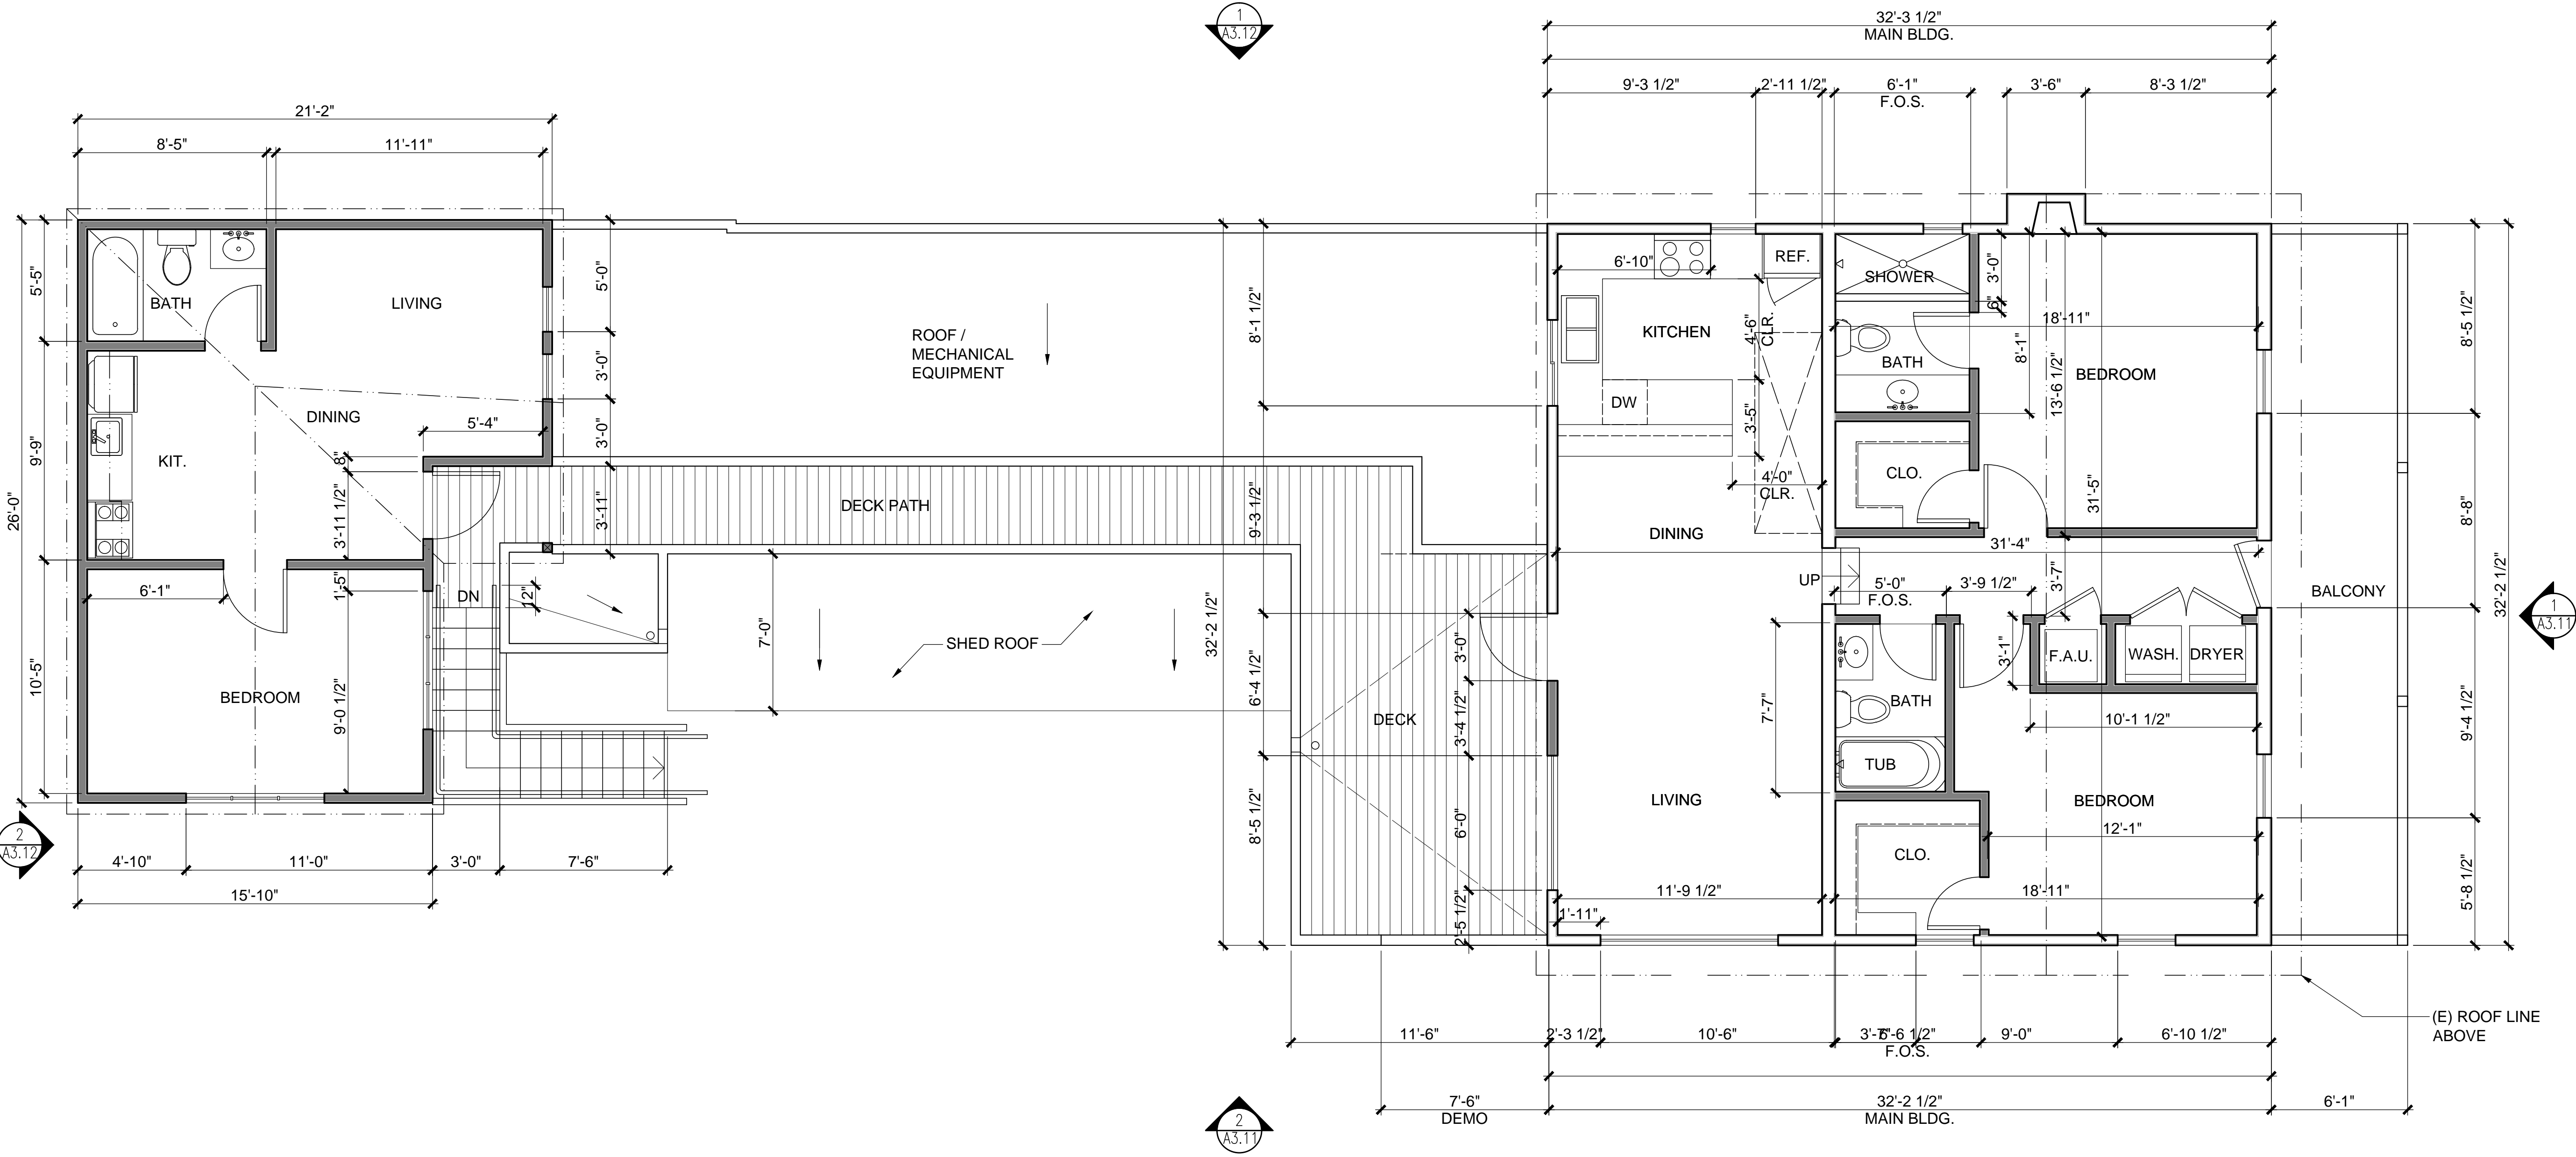 1
A3.12
32'-3 1/2"
MAIN BLDG.
9'-3 1/2"
2'-11 1/2"
6'-1"
F.O.S.
3'-6"
8'-3 1/2"
21'-2"
8'-5"
11'-11"
5'-5"
9'-9"
26'-0"
10'-5"
BATH
LIVING
DINING
KIT.
5'-4"
8"
3'-11 1/2"
6'-1"
1'-5"
9'-0 1/2"
BEDROOM
DN
12"
5'-0"
3'-0"
3'-0"
3'-11"
ROOF /
MECHANICAL
EQUIPMENT
DECK PATH
7'-0"
SHED ROOF
2
A3.12
4'-10"
11'-0"
3'-0"
7'-6"
15'-10"
32'-2 1/2"
8'-1 1/2"
9'-3 1/2"
6'-4 1/2"
8'-5 1/2"
DECK
3'-0"
3'-4 1/2"
6'-0"
2'-5 1/2"
6'-10"
REF.
KITCHEN
4'-6"
CLR.
DW
3'-5"
4'-0"
CLR.
DINING
UP
LIVING
11'-9 1/2"
1'-11"
SHOWER
3'-0"
6"
18'-11"
8'-1"
13'-6 1/2"
BATH
BEDROOM
CLO.
31'-5"
31'-4"
5'-0"
F.O.S.
3'-9 1/2"
3'-7"
3'-1"
F.A.U.
WASH.
DRYER
BATH
7'-7"
TUB
10'-1 1/2"
BEDROOM
12'-1"
CLO.
18'-11"
BALCONY
8'-5 1/2"
8'-8"
9'-4 1/2"
5'-8 1/2"
32'-2 1/2"
1
A3.11
(E) ROOF LINE
ABOVE
11'-6"
2'-3 1/2"
10'-6"
3'-7"
6'-6 1/2"
F.O.S.
9'-0"
6'-10 1/2"
7'-6"
DEMO
32'-2 1/2"
MAIN BLDG.
6'-1"
2
A3.11